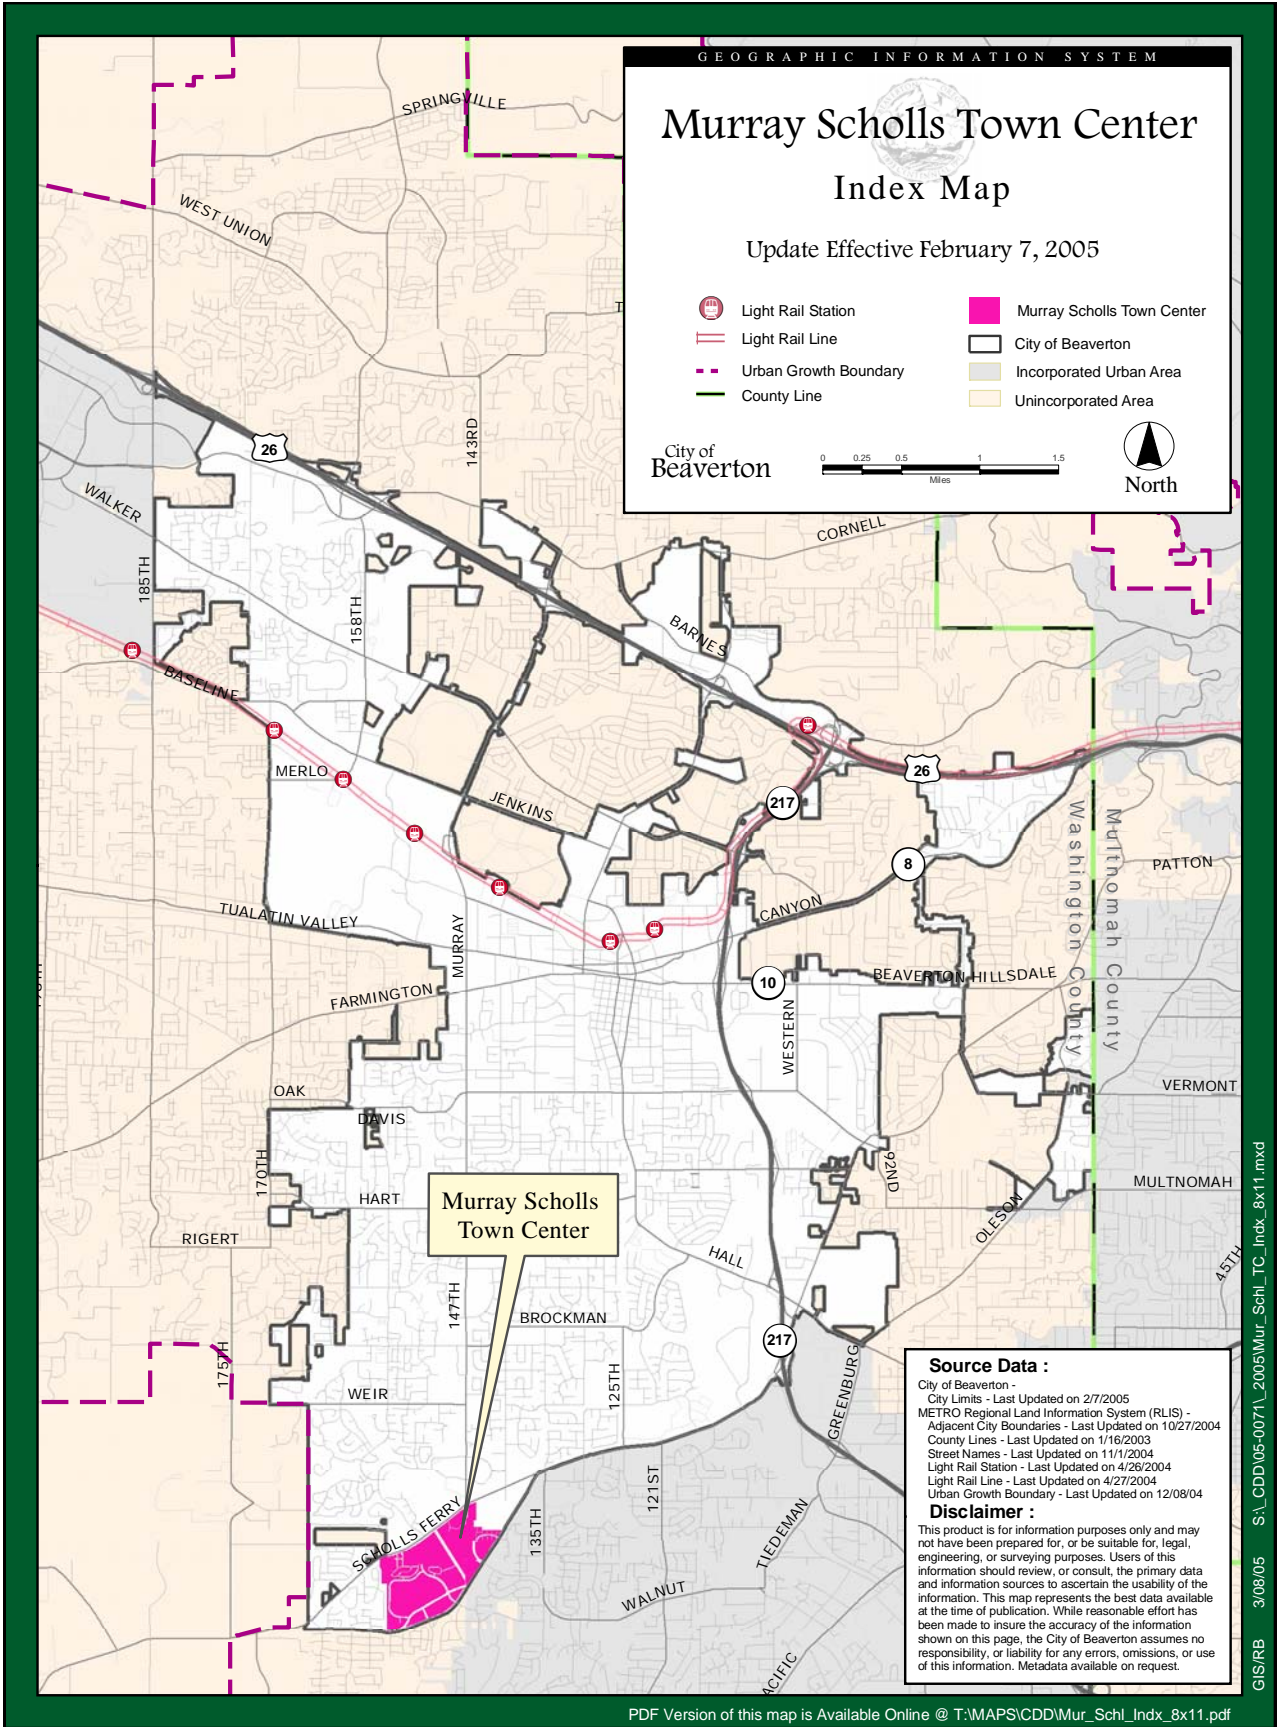 GEOGRAPHIC INFORMATION SYSTEM
Murray Scholls Town Center
Index Map
Update Effective February 7, 2005
Light Rail Station
Light Rail Line
Urban Growth Boundary
County Line
Murray Scholls Town Center
City of Beaverton
Incorporated Urban Area
Unincorporated Area
City of
Beaverton
0 0.25 0.5 1 1.5
Miles
North
SPRINGVILLE
WEST UNION
143RD
26
WALKER
CORNELL
185TH
158TH
BARNES
BASELINE
MERLO
JENKINS
217
26
8
Washington County
Multnomah County
PATTON
CANYON
TUALATIN VALLEY
MURRAY
FARMINGTON
10
BEAVERTON HILLSDALE
WESTERN
OAK
DAVIS
VERMONT
170TH
HART
92ND
MULTNOMAH
OLESON
RIGERT
Murray Scholls
Town Center
HALL
45TH
147TH
BROCKMAN
217
175TH
WEIR
125TH
GREENBURG
SCHOLLS FERRY
135TH
121ST
TIEDEMAN
WALNUT
ACIFIC
Source Data :
City of Beaverton -
City Limits - Last Updated on 2/7/2005
METRO Regional Land Information System (RLIS) -
Adjacent City Boundaries - Last Updated on 10/27/2004
County Lines - Last Updated on 1/16/2003
Street Names - Last Updated on 11/1/2004
Light Rail Station - Last Updated on 4/26/2004
Light Rail Line - Last Updated on 4/27/2004
Urban Growth Boundary - Last Updated on 12/08/04
Disclaimer :
This product is for information purposes only and may
not have been prepared for, or be suitable for, legal,
engineering, or surveying purposes. Users of this
information should review, or consult, the primary data
and information sources to ascertain the usability of the
information. This map represents the best data available
at the time of publication. While reasonable effort has
been made to insure the accuracy of the information
shown on this page, the City of Beaverton assumes no
responsibility, or liability for any errors, omissions, or use
of this information. Metadata available on request.
GIS/RB 3/08/05 S:\_CDD\05-0071\_2005\Mur_Schl_TC_Indx_8x11.mxd
PDF Version of this map is Available Online @ T:\MAPS\CDD\Mur_Schl_Indx_8x11.pdf